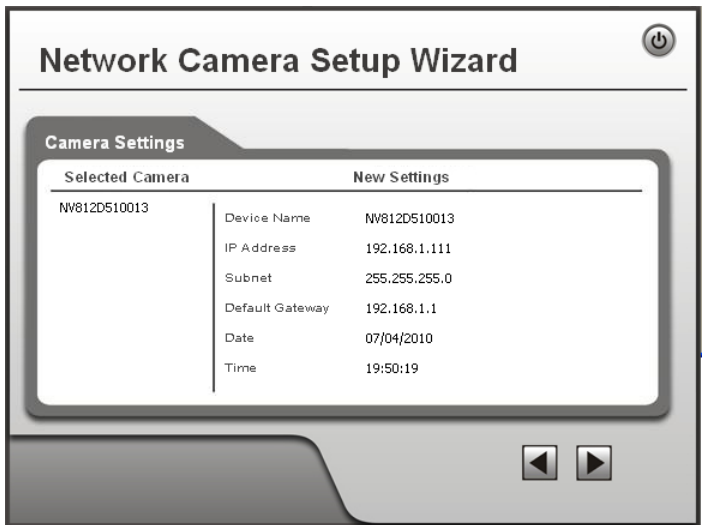 Network Camera Setup Wizard
Camera Settings
Selected Camera New Settings
NV812D510013
Device Name NV812D510013
IP Address 192.168.1.111
Subnet 255.255.255.0
Default Gateway 192.168.1.1
Date 07/04/2010
Time 19:50:19